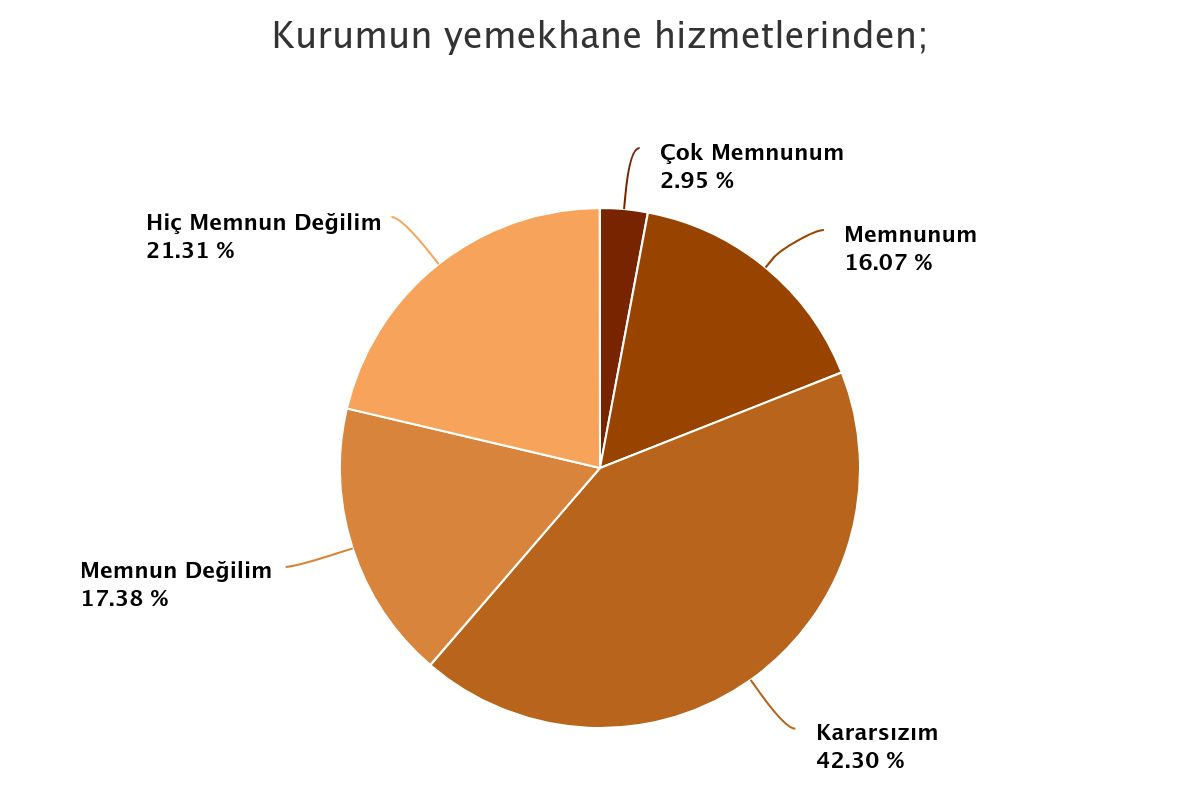 Kurumun yemekhane hizmetlerinden;
Çok Memnunum
2.95 %
Memnunum
16.07 %
Hiç Memnun Değilim
21.31 %
Memnun Değilim
17.38 %
Kararsızım
42.30 %